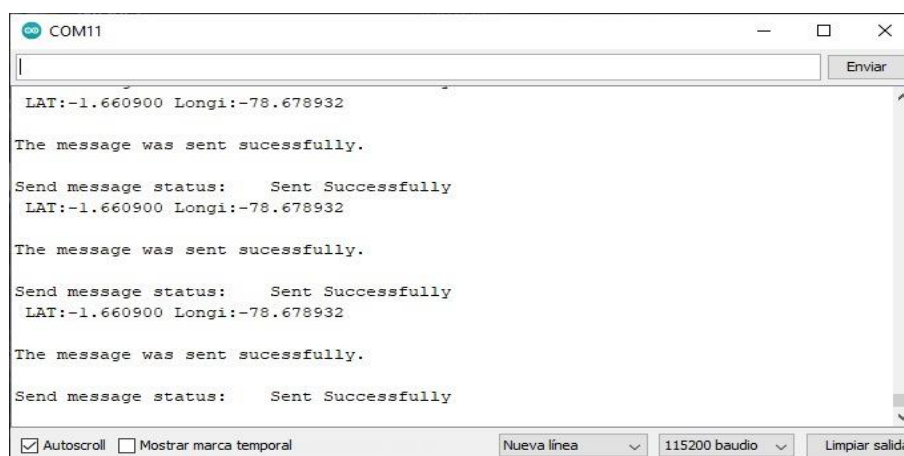 COM11
Enviar
LAT:-1.660900 Longi:-78.678932
The message was sent sucessfully.
Send message status: Sent Successfully
LAT:-1.660900 Longi:-78.678932
The message was sent sucessfully.
Send message status: Sent Successfully
LAT:-1.660900 Longi:-78.678932
The message was sent sucessfully.
Send message status: Sent Successfully
Autoscroll Mostrar marca temporal Nueva línea 115200 baudio Limpiar salida